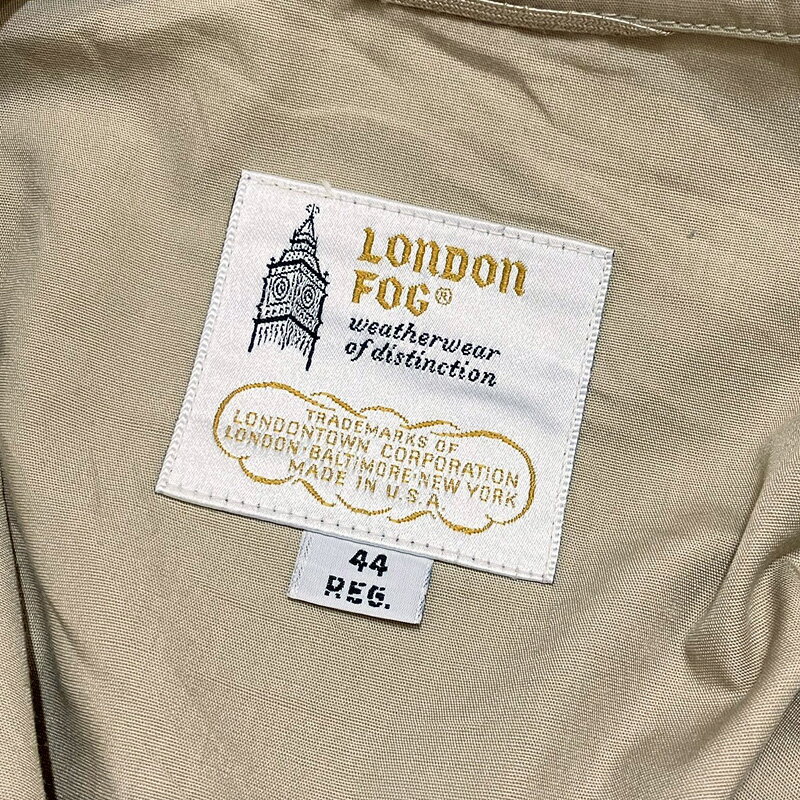 LONDON
FOG®
weatherwear
of distinction
TRADEMARKS OF
LONDONTOWN CORPORATION
LONDON·BALTIMORE·NEW YORK
MADE IN U.S.A
44
REG.